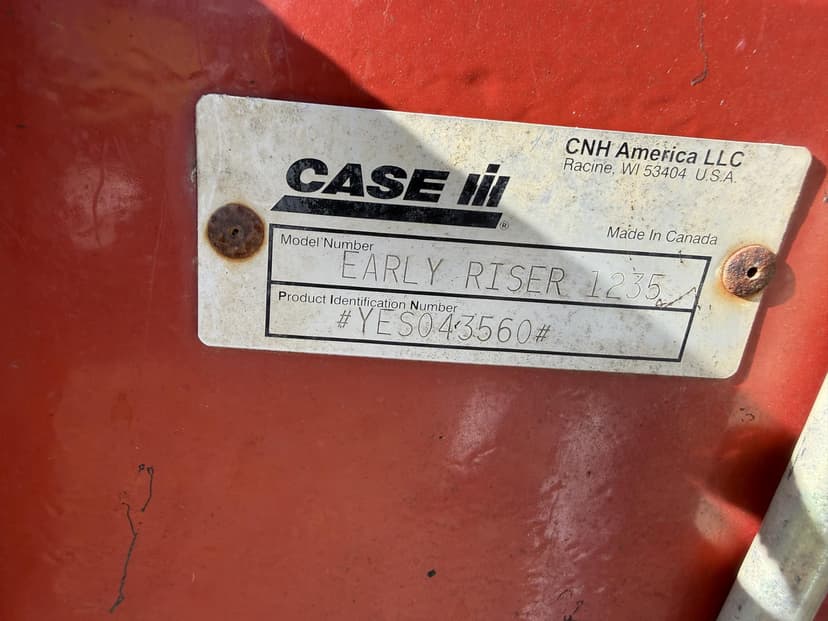 CNH America LLC
Racine, WI 53404 U.S.A.
CASE IH
®
Made In Canada
Model Number
EARLY RISER 1235
Product Identification Number
#YES043560#